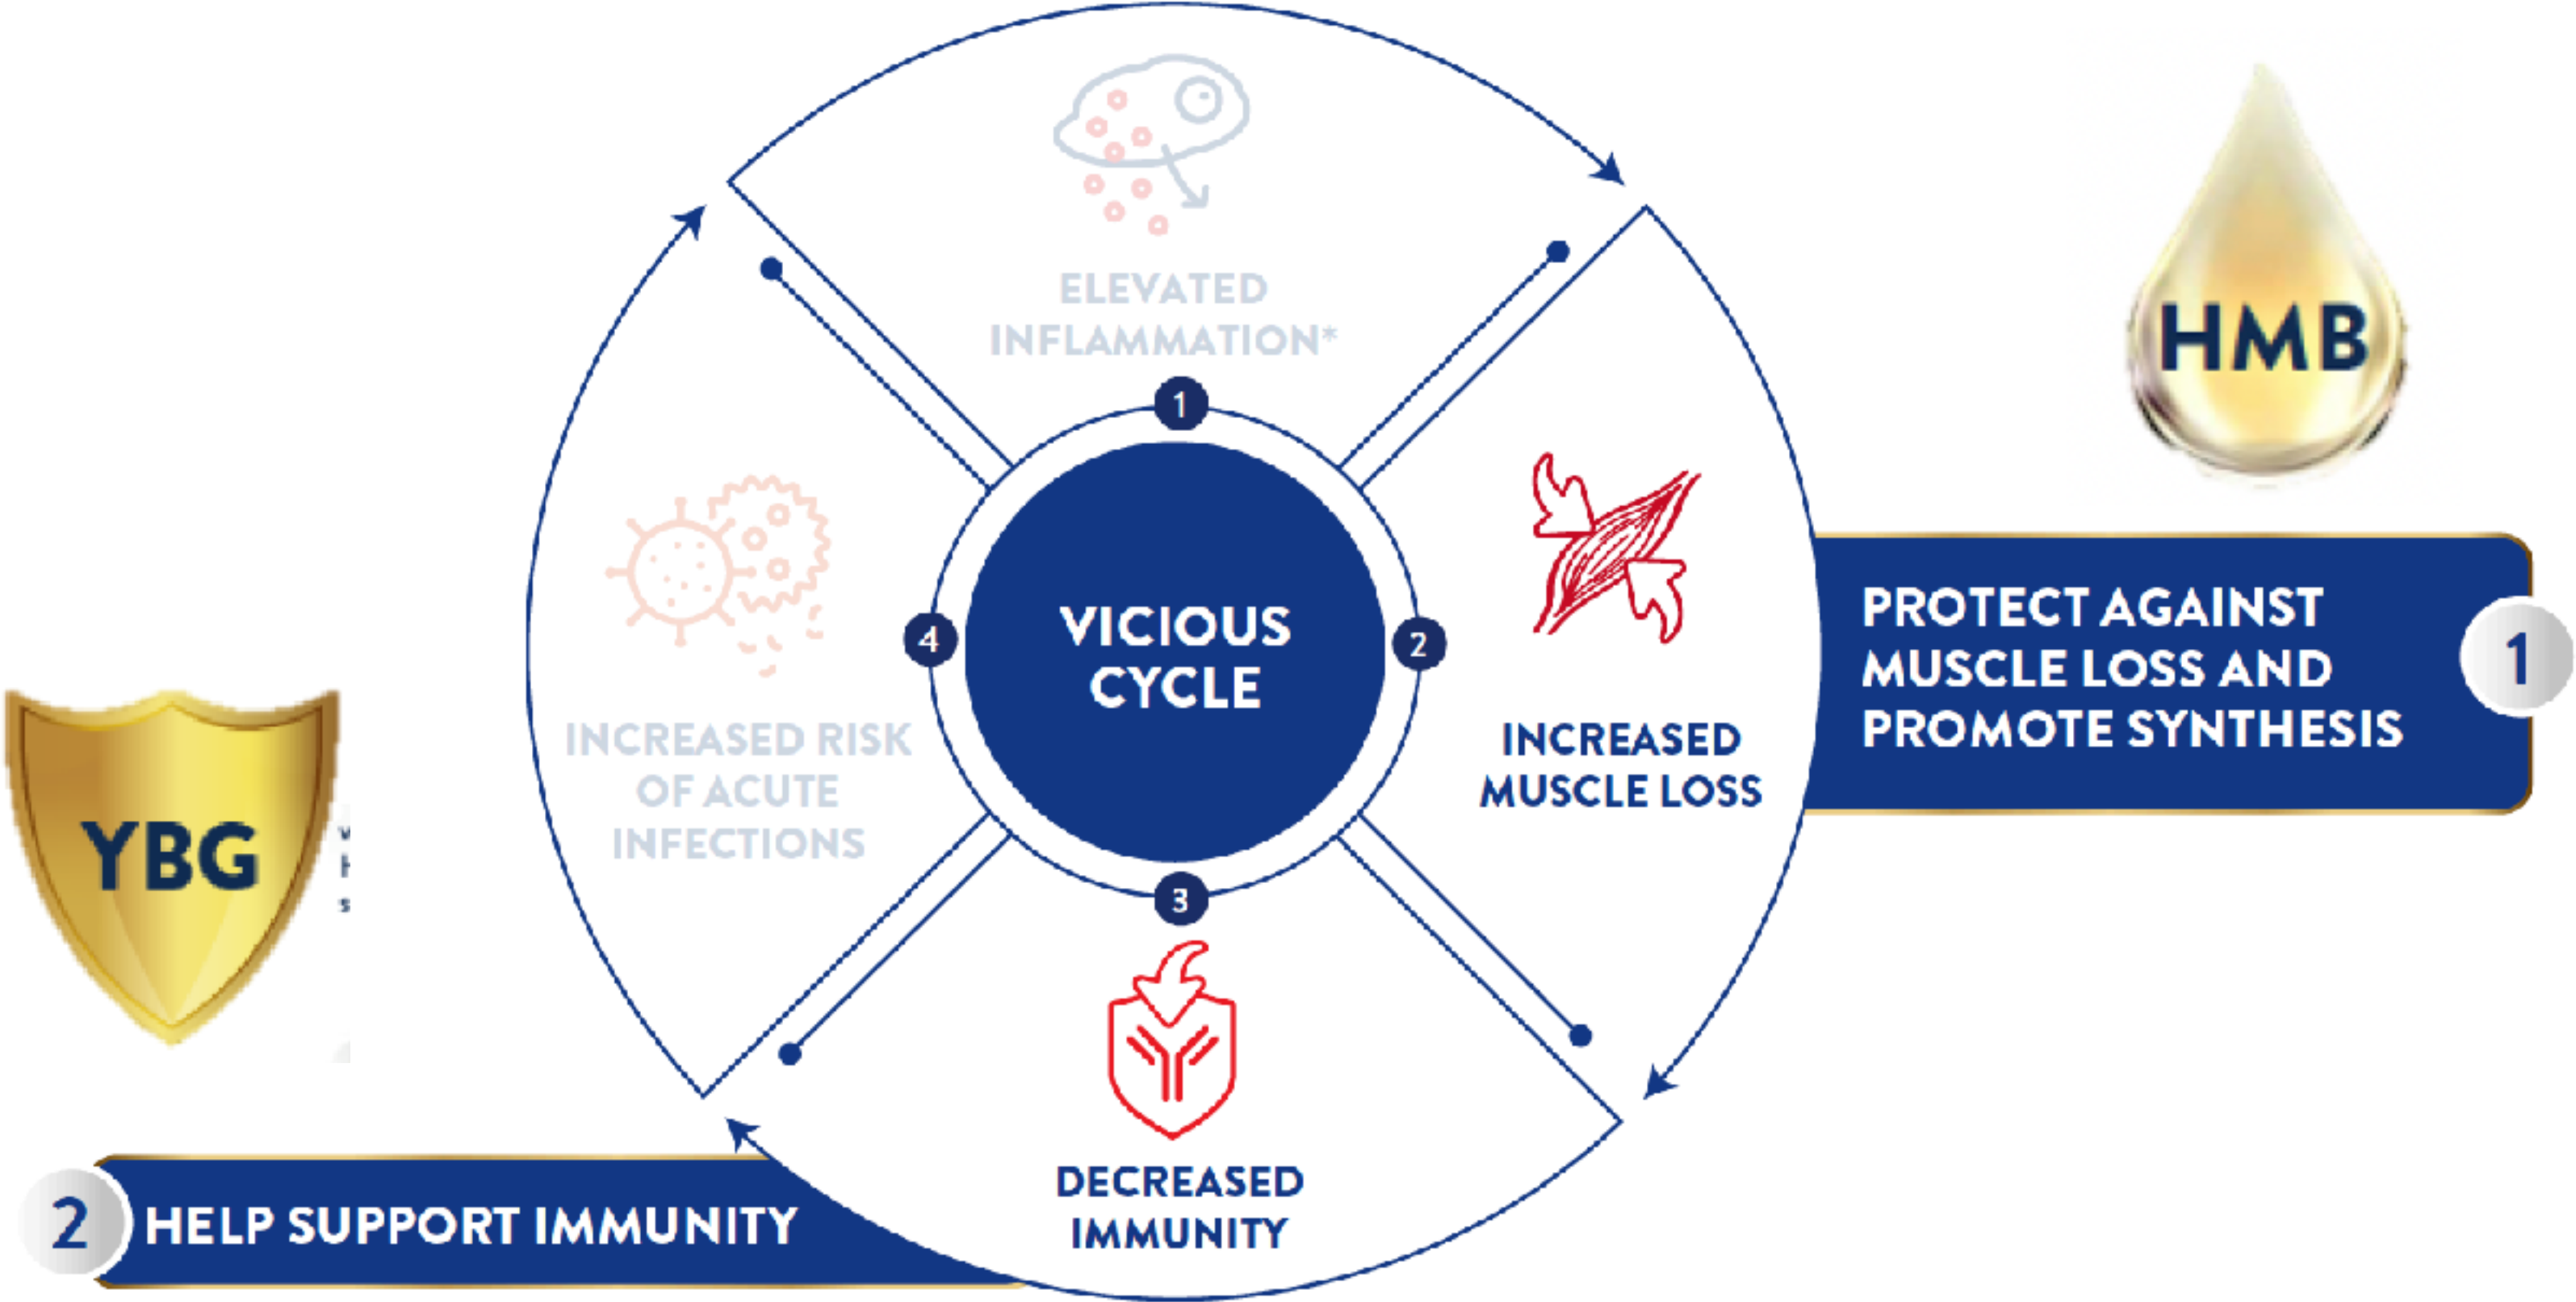 ELEVATED
INFLAMMATION*
1
HMB
INCREASED
MUSCLE LOSS
2
PROTECT AGAINST
MUSCLE LOSS AND
PROMOTE SYNTHESIS
1
VICIOUS
CYCLE
4
INCREASED RISK
OF ACUTE
INFECTIONS
YBG
3
DECREASED
IMMUNITY
2
HELP SUPPORT IMMUNITY